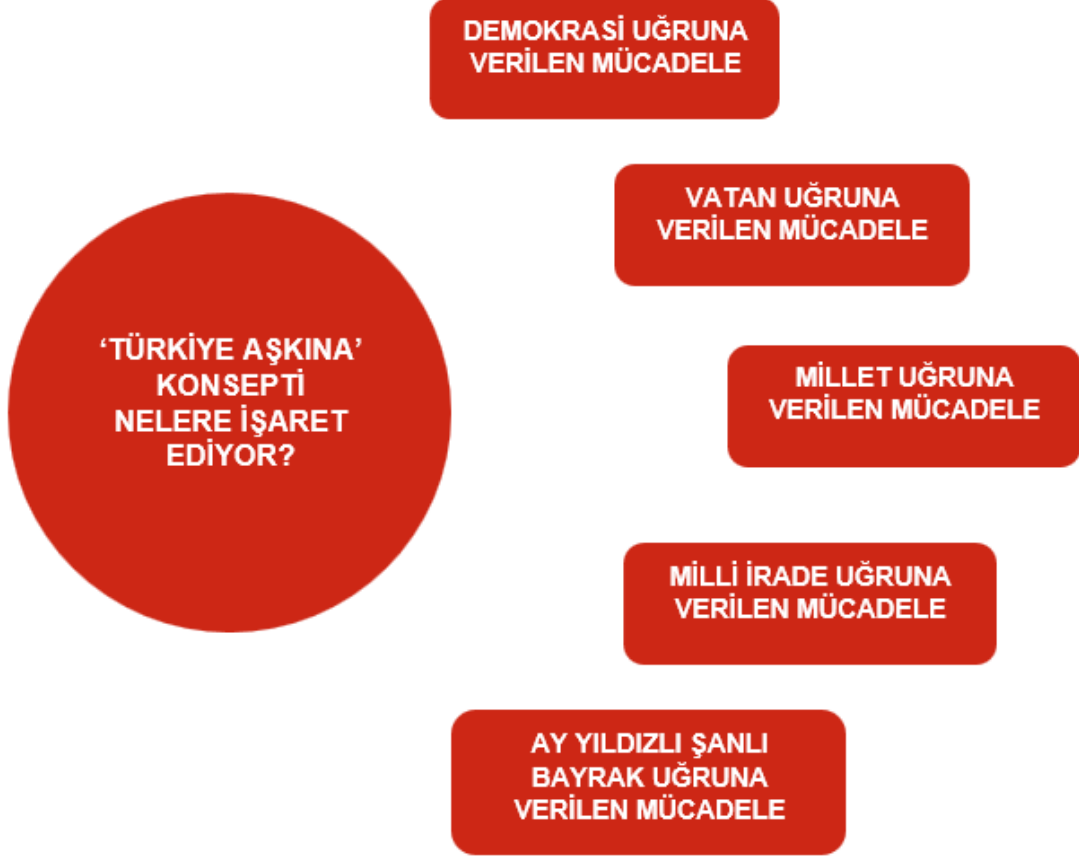 DEMOKRASİ UĞRUNA
VERİLEN MÜCADELE
VATAN UĞRUNA
VERİLEN MÜCADELE
‘TÜRKİYE AŞKINA’
KONSEPTİ
NELERE İŞARET
EDİYOR?
MİLLET UĞRUNA
VERİLEN MÜCADELE
MİLLİ İRADE UĞRUNA
VERİLEN MÜCADELE
AY YILDIZLI ŞANLI
BAYRAK UĞRUNA
VERİLEN MÜCADELE